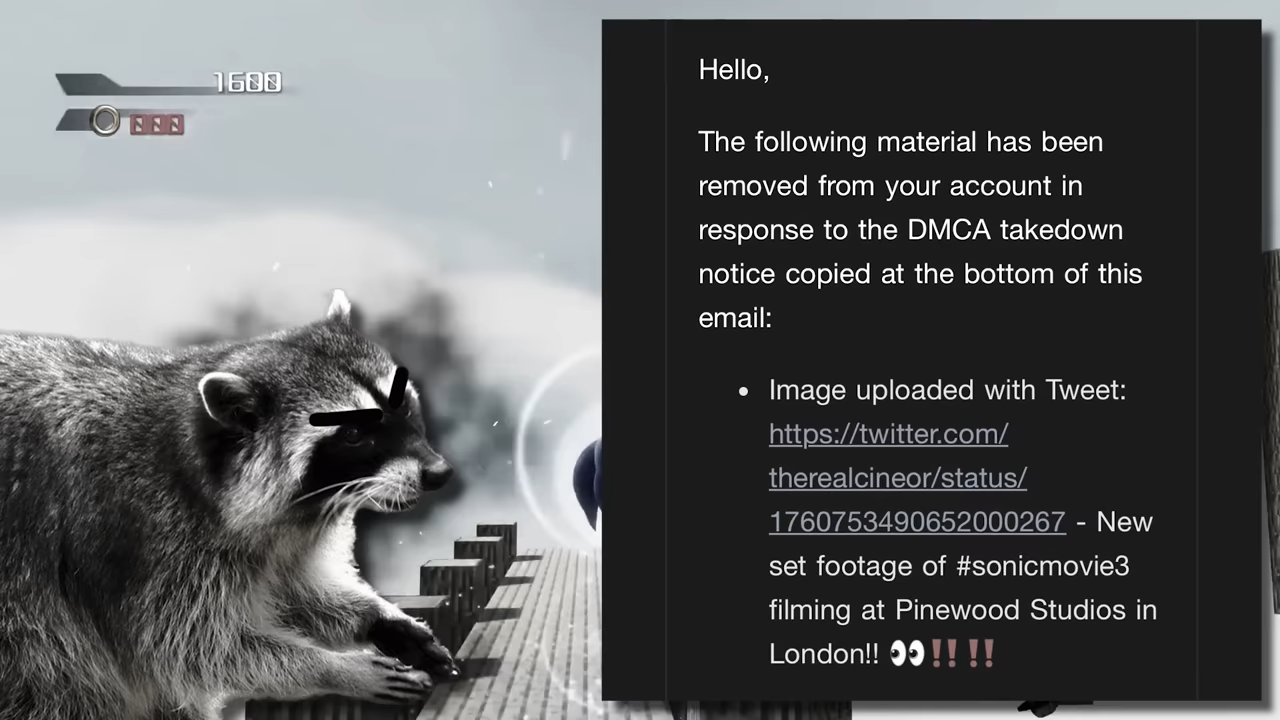 1600
000
Hello,
The following material has been
removed from your account in
response to the DMCA takedown
notice copied at the bottom of this
email:
• Image uploaded with Tweet:
https://twitter.com/
therealcineor/status/
1760753490652000267 - New
set footage of #sonicmovie3
filming at Pinewood Studios in
London!! 👀‼️‼️